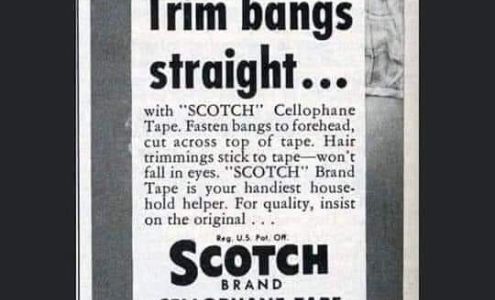 Trim bangs
straight...
with "SCOTCH" Cellophane
Tape. Fasten bangs to forehead,
cut across top of tape. Hair
trimmings stick to tape—won't
fall in eyes. "SCOTCH" Brand
Tape is your handiest house-
hold helper. For quality, insist
on the original . . .
Reg. U.S. Pat. Off.
SCOTCH
BRAND
CELLOPHANE TAPE